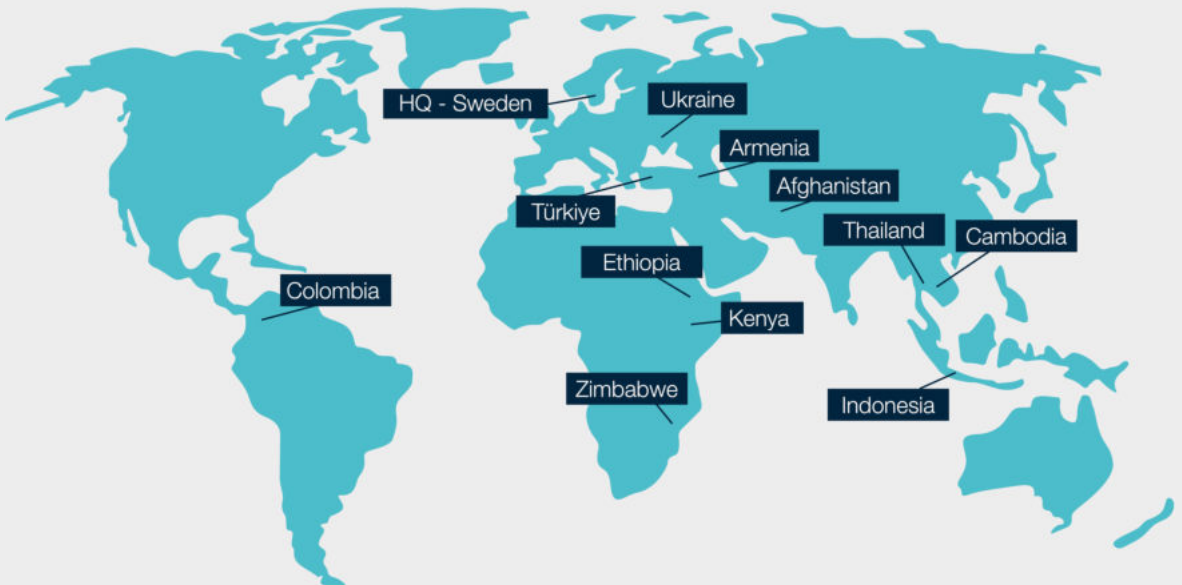 HQ - Sweden
Ukraine
Armenia
Afghanistan
Türkiye
Thailand
Cambodia
Ethiopia
Colombia
Kenya
Zimbabwe
Indonesia